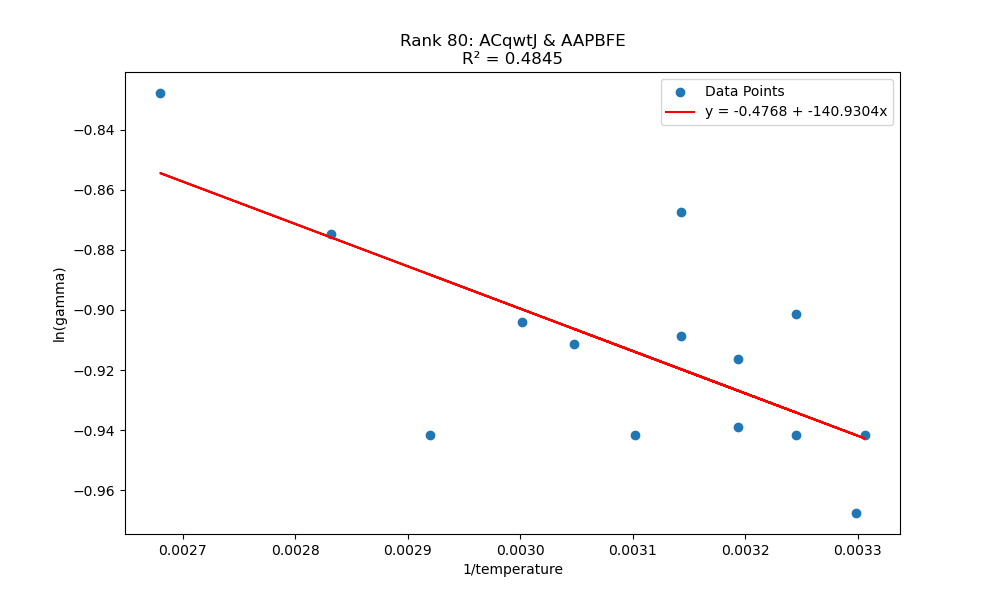 Rank 80: ACqwtJ & AAPBFE
R² = 0.4845
Data Points
y = -0.4768 + -140.9304x
ln(gamma)
−0.84
−0.86
−0.88
−0.90
−0.92
−0.94
−0.96
0.0027
0.0028
0.0029
0.0030
0.0031
0.0032
0.0033
1/temperature